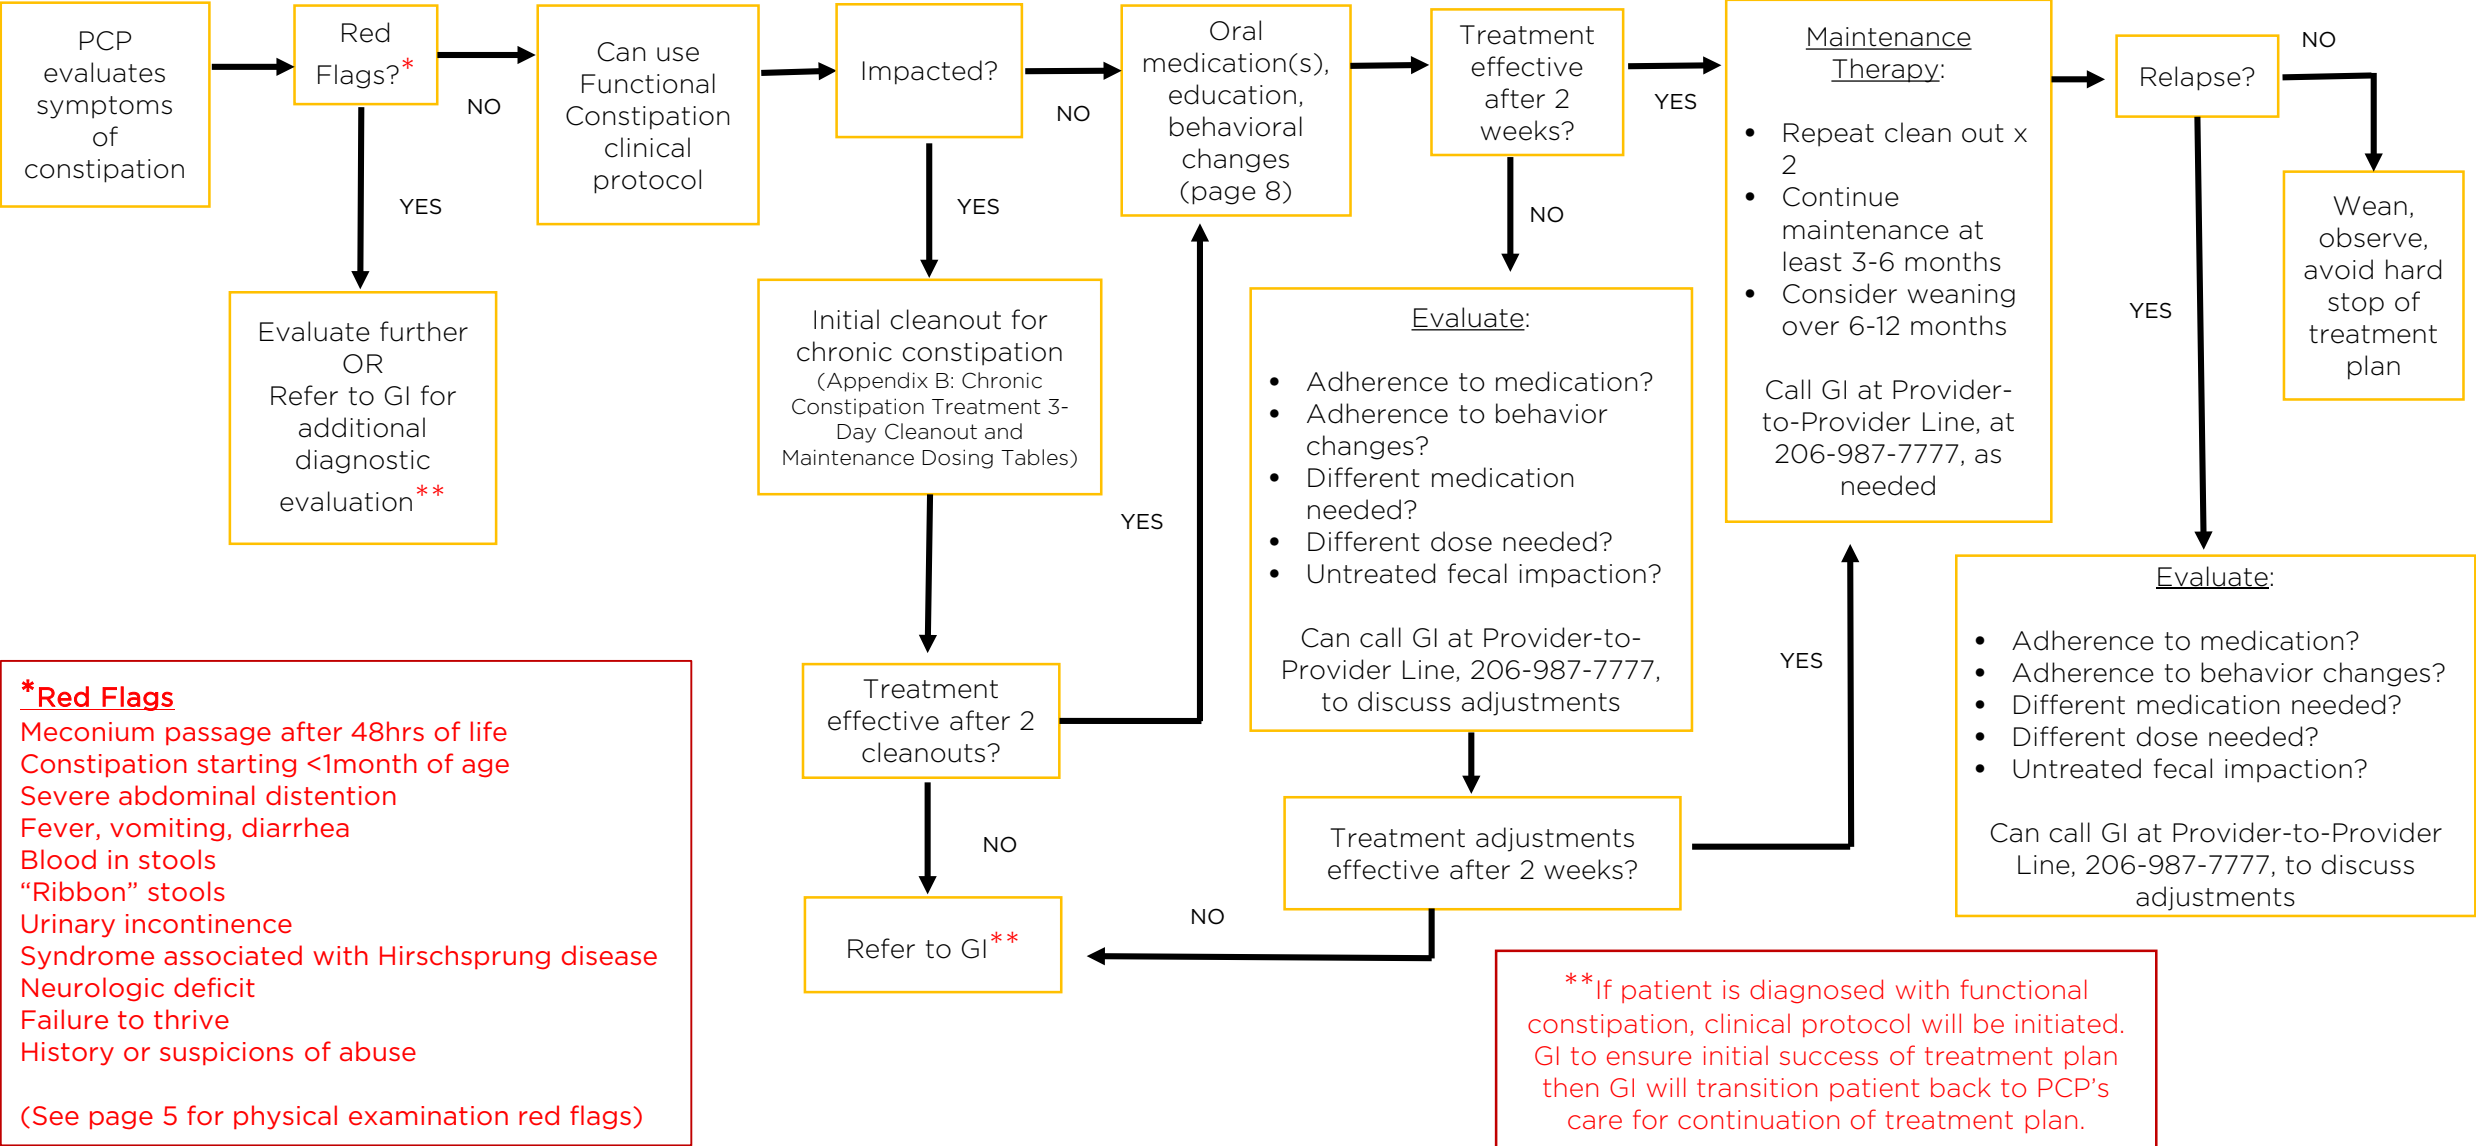 PCP
evaluates
symptoms
of
constipation
Red
Flags?*
NO
YES
Evaluate further
OR
Refer to GI for
additional
diagnostic
evaluation**
Can use
Functional
Constipation
clinical
protocol
Impacted?
NO
YES
Initial cleanout for
chronic constipation
(Appendix B: Chronic
Constipation Treatment 3-
Day Cleanout and
Maintenance Dosing Tables)
Treatment
effective after 2
cleanouts?
YES
NO
Refer to GI**
Oral
medication(s),
education,
behavioral
changes
(page 8)
Treatment
effective
after 2
weeks?
YES
NO
Evaluate:
• Adherence to medication?
• Adherence to behavior
changes?
• Different medication
needed?
• Different dose needed?
• Untreated fecal impaction?
Can call GI at Provider-to-
Provider Line, 206-987-7777,
to discuss adjustments
Treatment adjustments
effective after 2 weeks?
YES
NO
Maintenance
Therapy:
• Repeat clean out x
2
• Continue
maintenance at
least 3-6 months
• Consider weaning
over 6-12 months
Call GI at Provider-
to-Provider Line, at
206-987-7777, as
needed
Relapse?
NO
YES
Wean,
observe,
avoid hard
stop of
treatment
plan
Evaluate:
• Adherence to medication?
• Adherence to behavior changes?
• Different medication needed?
• Different dose needed?
• Untreated fecal impaction?
Can call GI at Provider-to-Provider
Line, 206-987-7777, to discuss
adjustments
*Red Flags
Meconium passage after 48hrs of life
Constipation starting <1month of age
Severe abdominal distention
Fever, vomiting, diarrhea
Blood in stools
“Ribbon” stools
Urinary incontinence
Syndrome associated with Hirschsprung disease
Neurologic deficit
Failure to thrive
History or suspicions of abuse
(See page 5 for physical examination red flags)
**If patient is diagnosed with functional
constipation, clinical protocol will be initiated.
GI to ensure initial success of treatment plan
then GI will transition patient back to PCP’s
care for continuation of treatment plan.